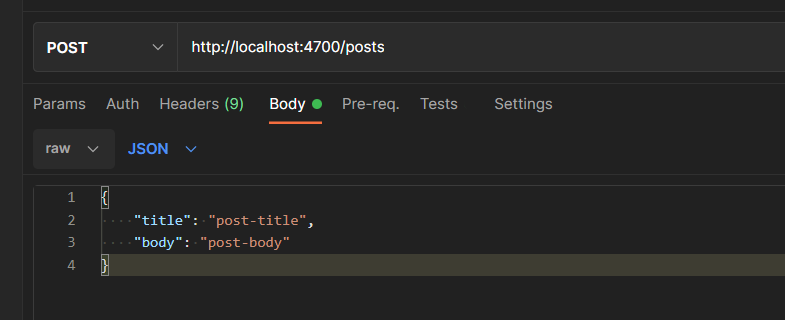 POST http://localhost:4700/posts
Params Auth Headers (9) Body Pre-req. Tests Settings
raw JSON
1 {
2 "title": "post-title",
3 "body": "post-body"
4 }